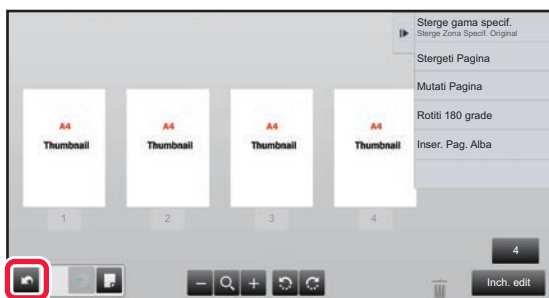 Sterge gama specif.
Sterge Zona Specif. Original
Stergeti Pagina
Mutati Pagina
Rotiti 180 grade
Inser. Pag. Alba
A4
Thumbnail
A4
Thumbnail
A4
Thumbnail
A4
Thumbnail
1
2
3
4
4
Inch. edit